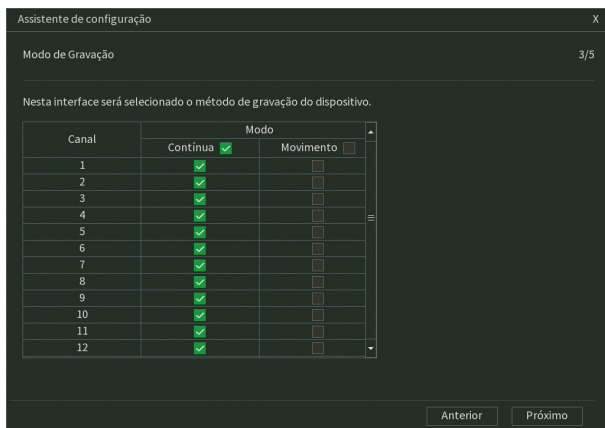 Assistente de configuração X
Modo de Gravação 3/5
Nesta interface será selecionado o método de gravação do dispositivo.
Canal Modo
Contínua Movimento
1
2
3
4
5
6
7
8
9
10
11
12
Anterior Próximo